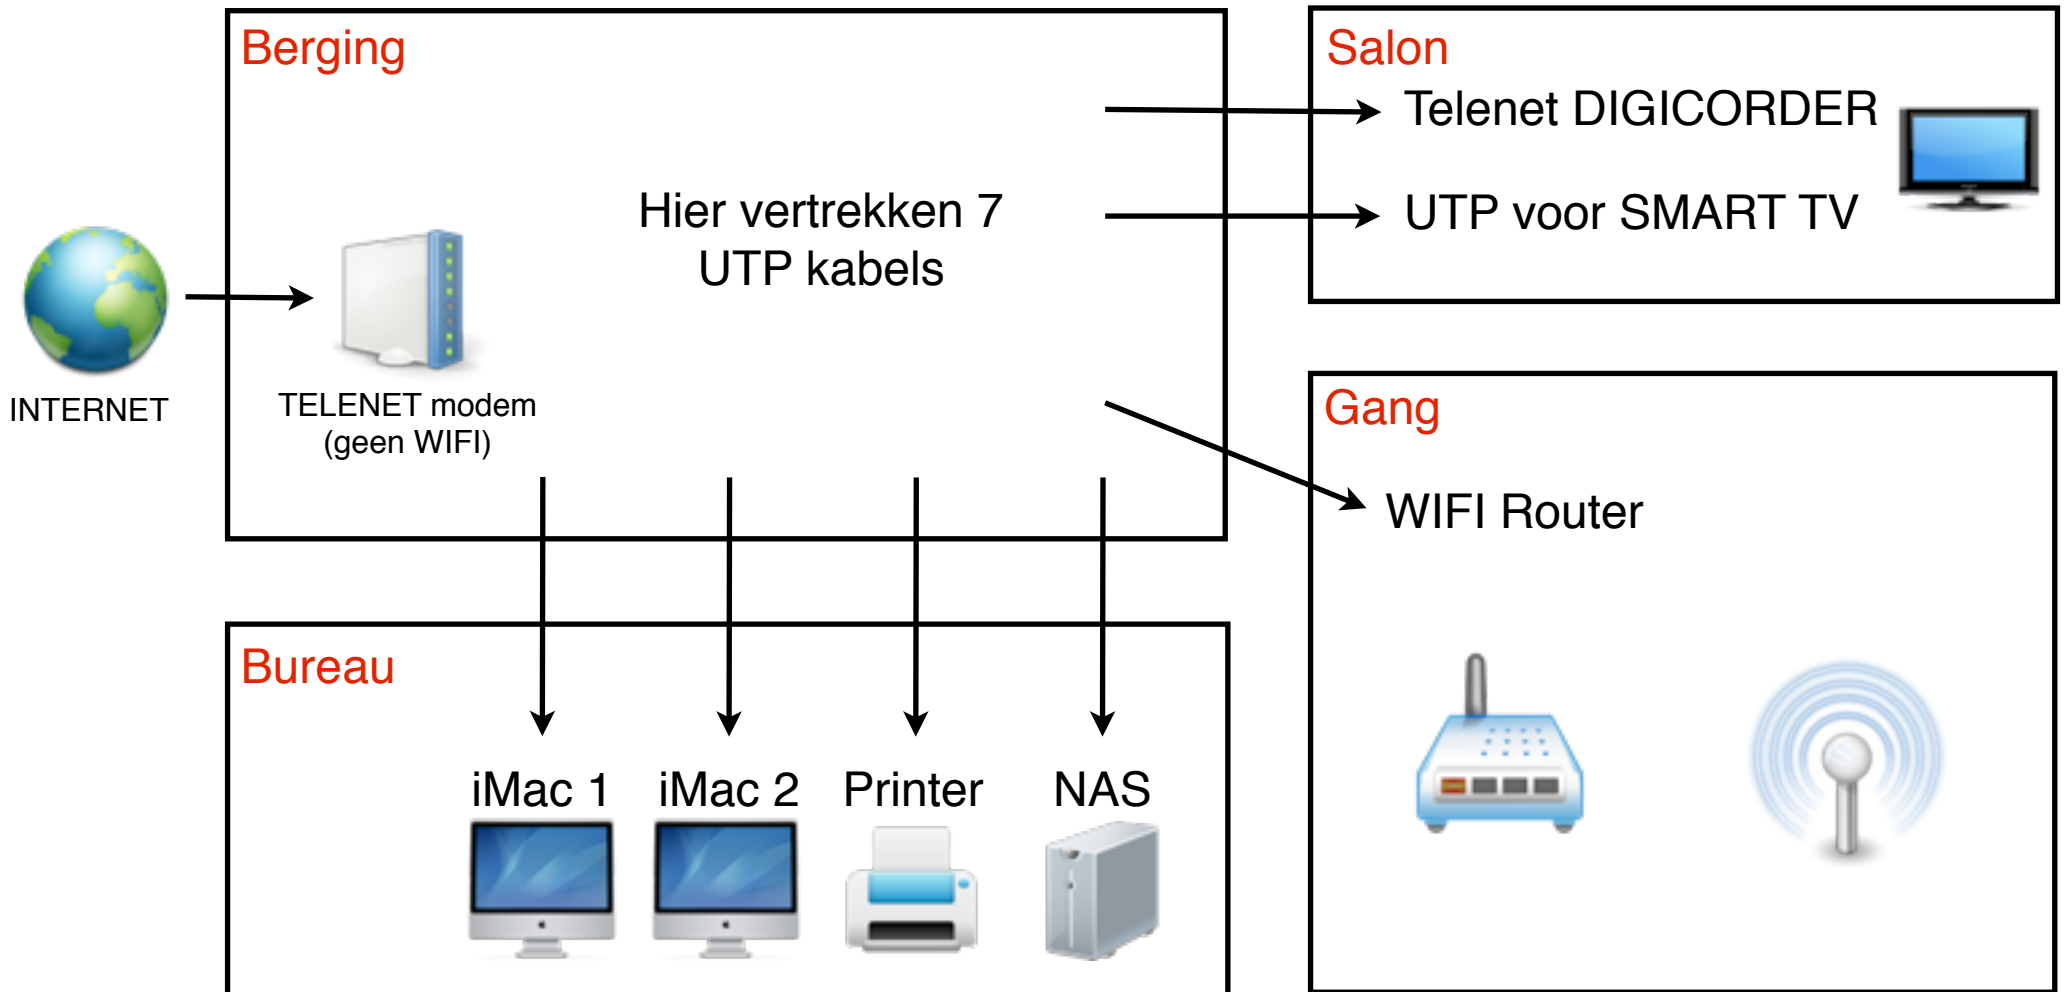 Berging
Hier vertrekken 7
UTP kabels
INTERNET
TELENET modem
(geen WIFI)
Salon
Telenet DIGICORDER
UTP voor SMART TV
Gang
WIFI Router
Bureau
iMac 1
iMac 2
Printer
NAS